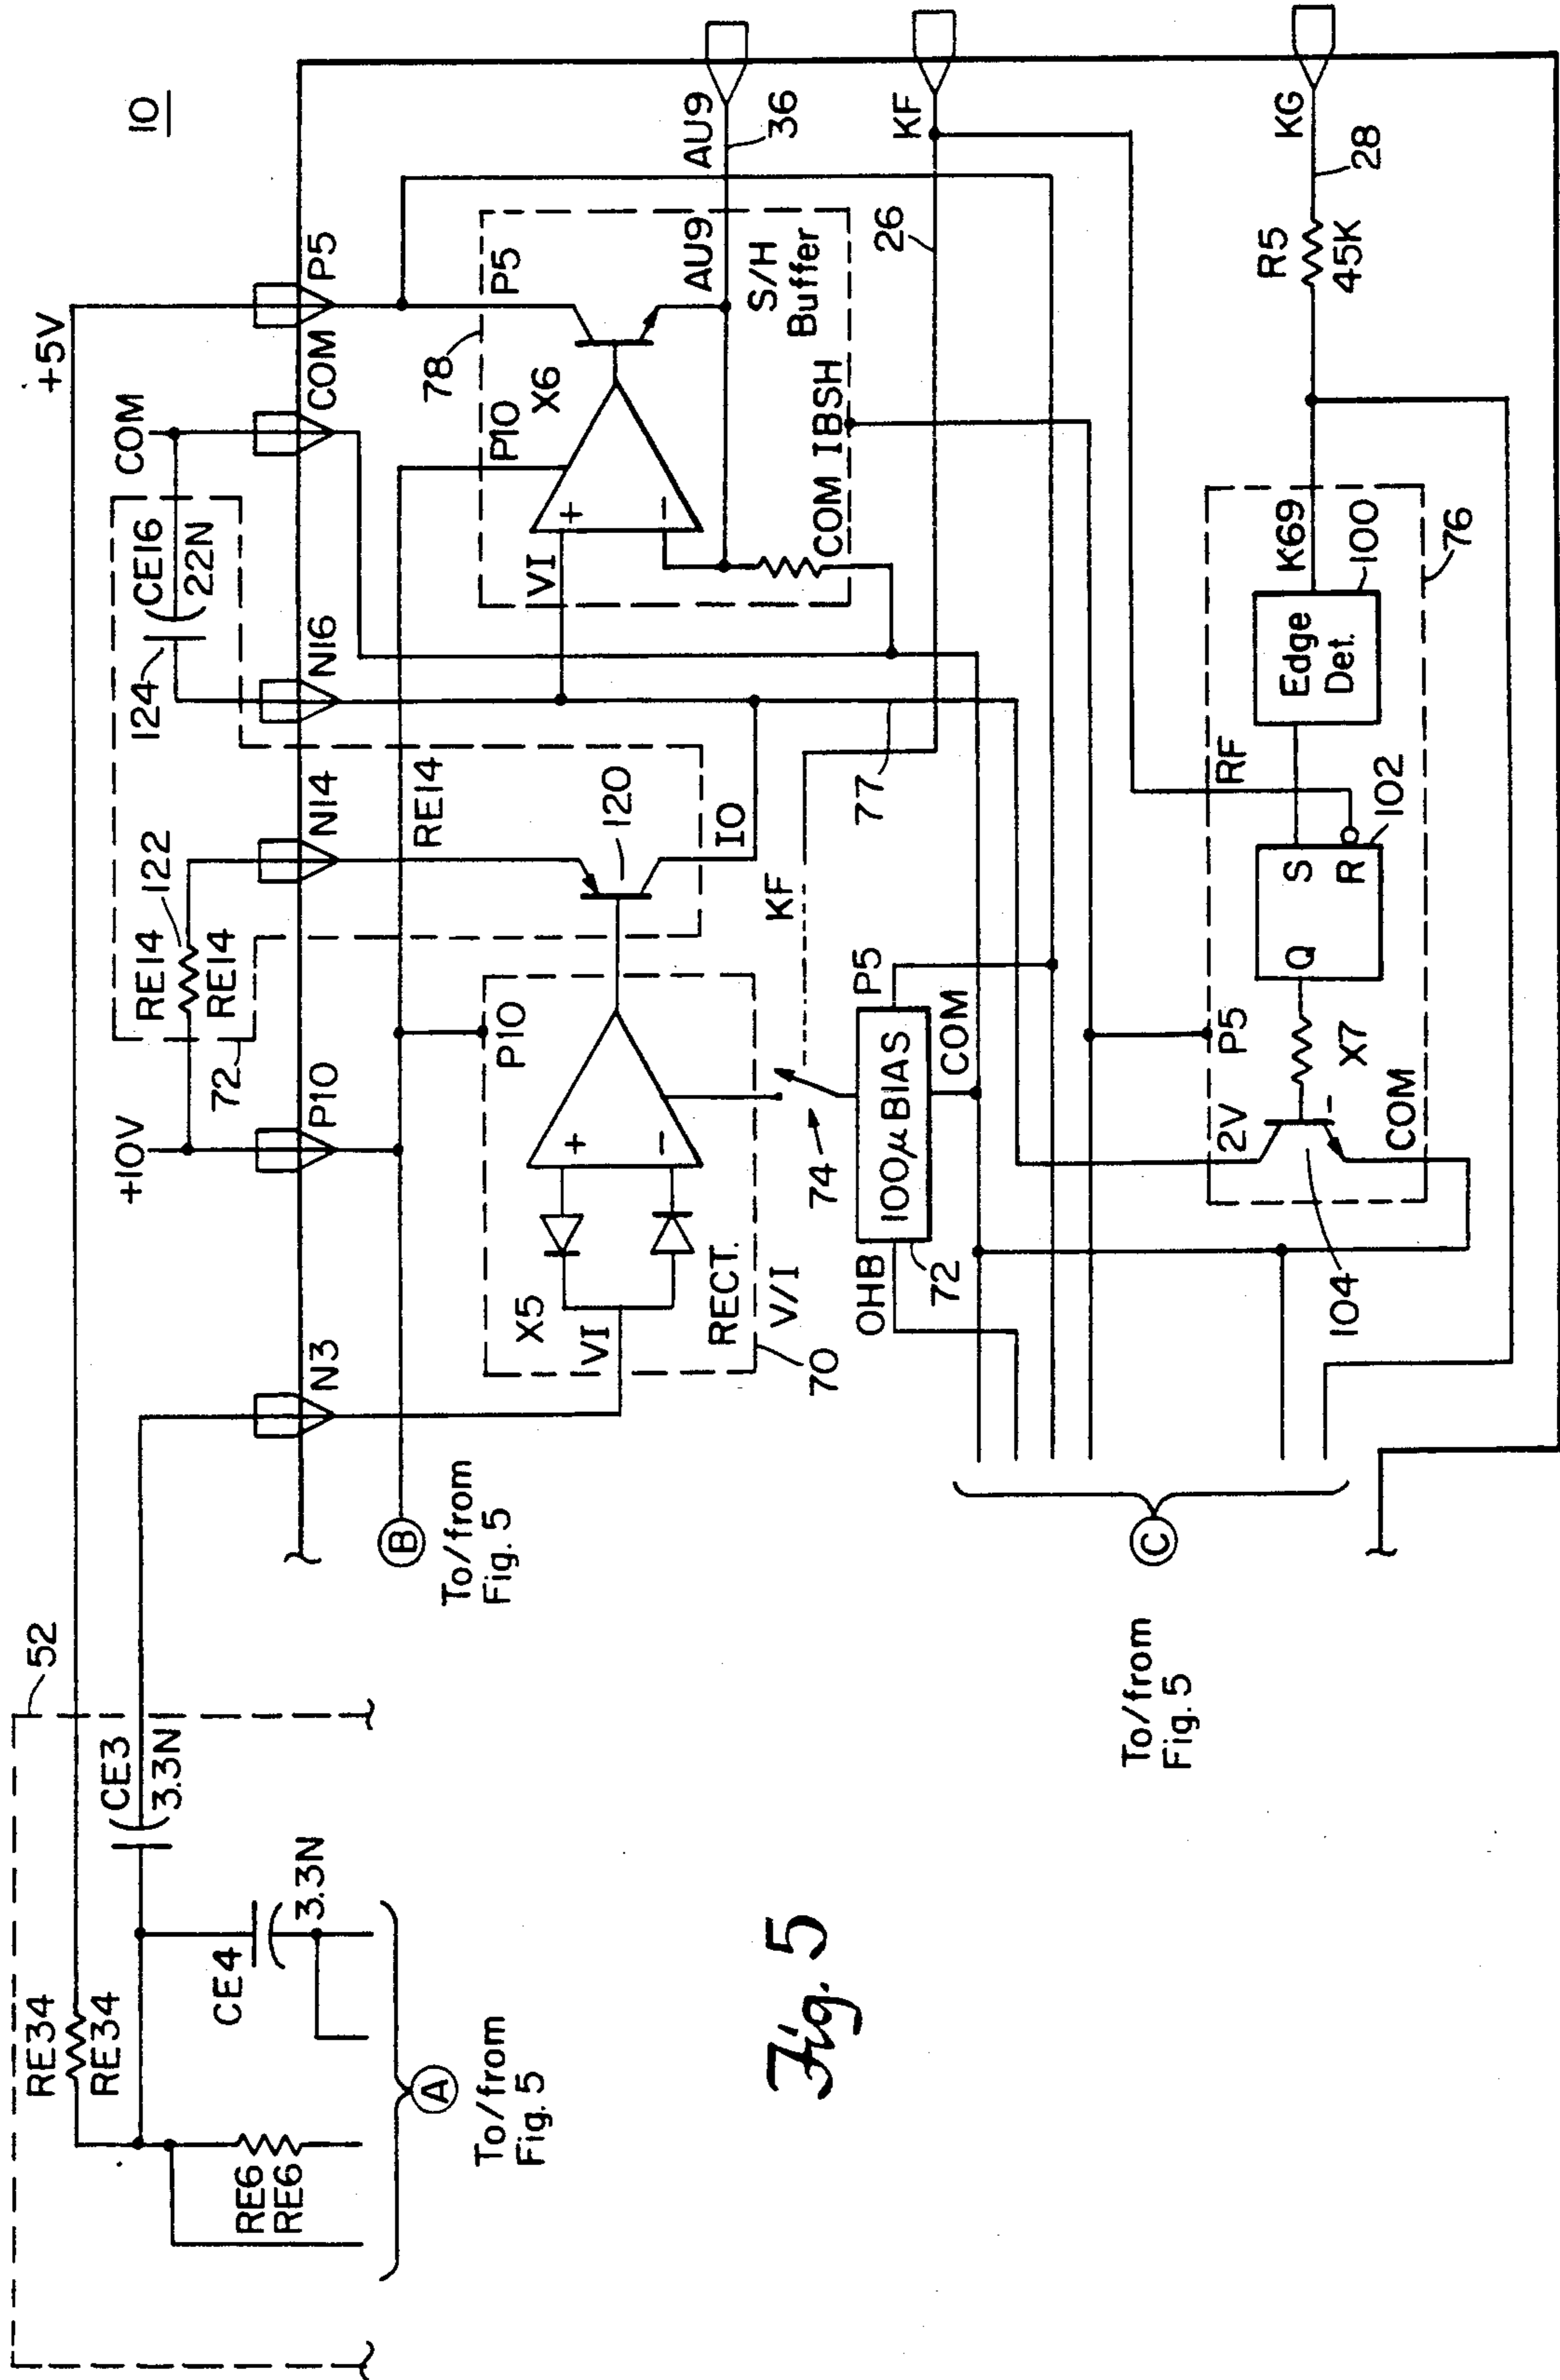 52
RE34
RE34
CE3
3.3N
CE4
3.3N
RE6
RE6
A
To/from
Fig. 5
Fig. 5
10
+5V
+10V
COM
CE16
22N
124
RE14
RE14
122
72
N3
P10
N14
N16
COM
P5
B
To/from
Fig. 5
RE14
X5
VI
+
-
P10
RECT.
V/I
70
120
IO
78
P10
X6
P5
VI
+
-
AU9
COM
IBSH
S/H
Buffer
AU9
36
KF
26
KF
77
74
OHB
100µ BIAS
P5
COM
72
C
To/from
Fig. 5
2V
P5
RF
K69
Q
S
R
102
Edge
Det.
100
X7
-
COM
104
76
R5
45K
KG
28